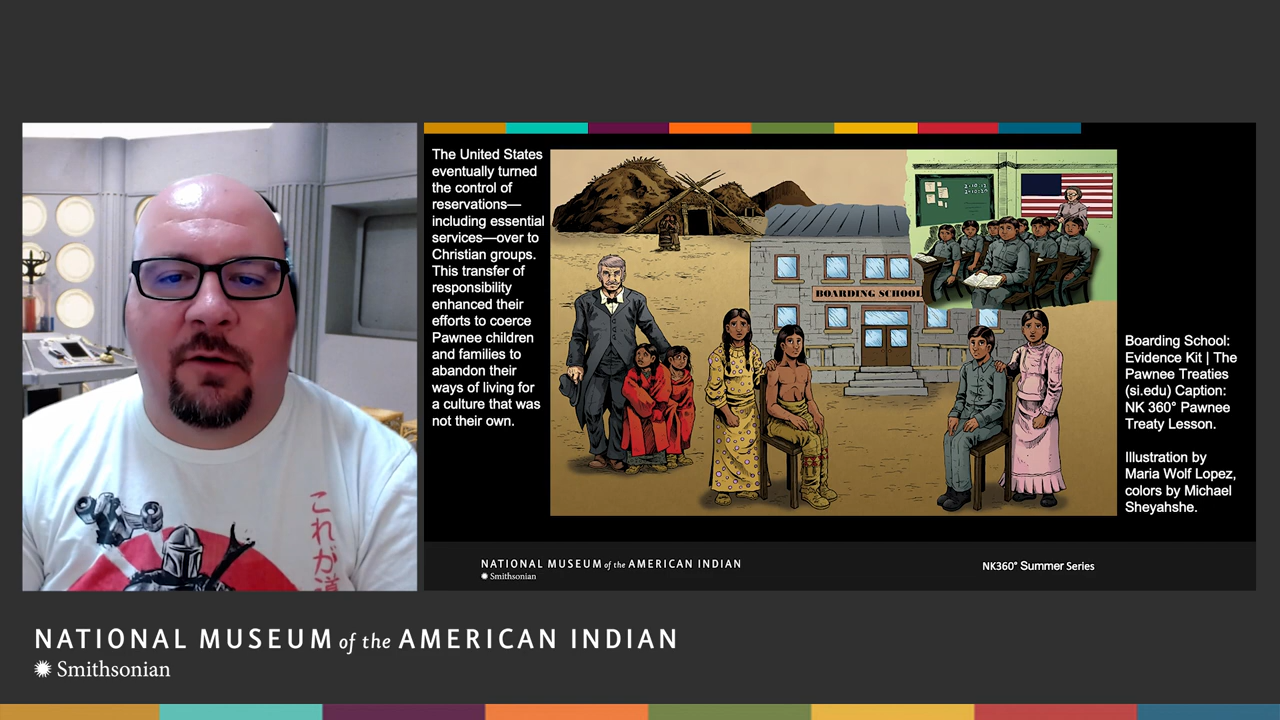 The United States
eventually turned
the control of
reservations—
including essential
services—over to
Christian groups.
This transfer of
responsibility
enhanced their
efforts to coerce
Pawnee children
and families to
abandon their
ways of living for
a culture that was
not their own.
BOARDING SCHOOL
Boarding School:
Evidence Kit | The
Pawnee Treaties
(si.edu) Caption:
NK 360° Pawnee
Treaty Lesson.
Illustration by
Maria Wolf Lopez,
colors by Michael
Sheyahshe.
これが道
NATIONAL MUSEUM of the AMERICAN INDIAN
Smithsonian
NK360° Summer Series
NATIONAL MUSEUM of the AMERICAN INDIAN
Smithsonian